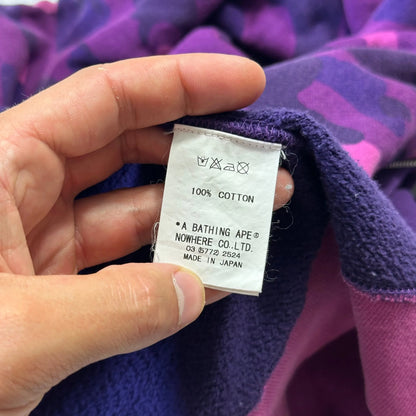 100% COTTON
*A BATHING APE®
NOWHERE CO.,LTD.
03 (5772) 2524
MADE IN JAPAN